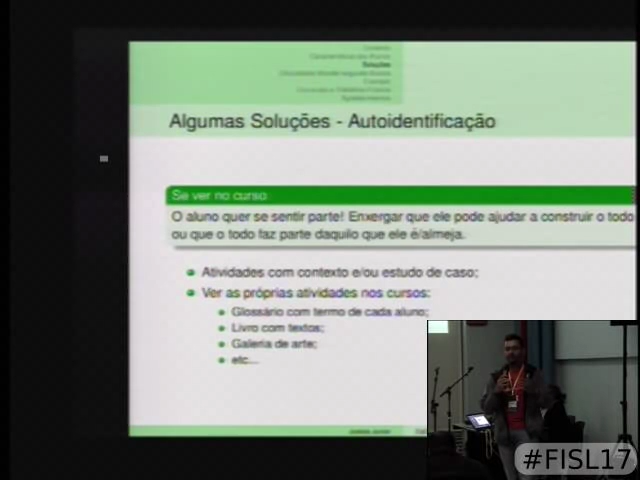 Soluções
Algumas Soluções - Autoidentificação
Se ver no curso
O aluno quer se sentir parte! Enxergar que ele pode ajudar a construir o todo
ou que o todo faz parte daquilo que ele é/almeja.
Atividades com contexto e/ou estudo de caso;
Ver as próprias atividades nos cursos:
Glossário com termo de cada aluno;
Livro com textos;
Galeria de arte;
etc...
#FISL17